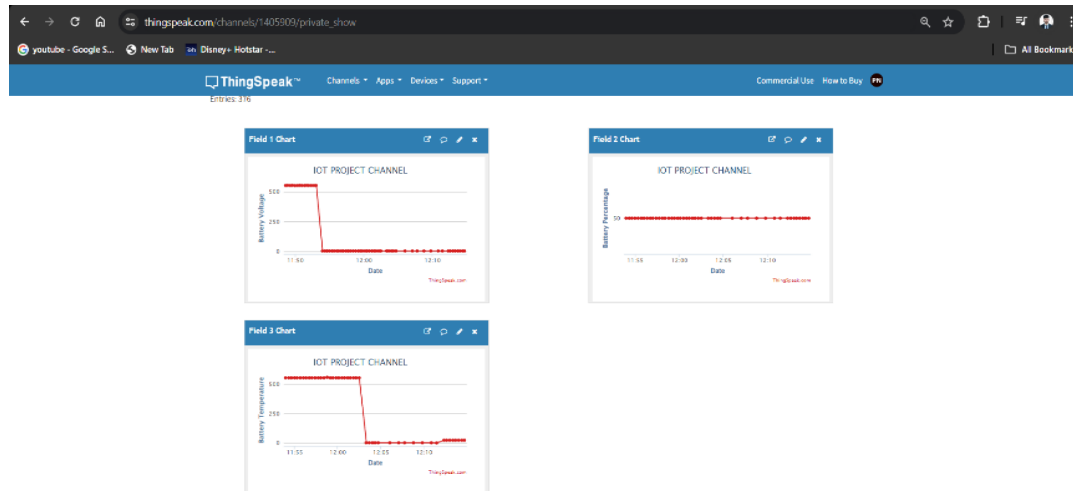 thingspeak.com/channels/1405909/private_show
youtube - Google S... New Tab Disney+ Hotstar -... All Bookmark
ThingSpeak™ Channels Apps Devices Support Commercial Use How to Buy PN
Entries: 316
Field 1 Chart
IOT PROJECT CHANNEL
Battery Voltage
500
250
0
11:50 12:00 12:10
Date
ThingSpeak.com
Field 2 Chart
IOT PROJECT CHANNEL
Battery Percentage
50
11:55 12:00 12:05 12:10
Date
ThingSpeak.com
Field 3 Chart
IOT PROJECT CHANNEL
Battery Temperature
500
250
0
11:55 12:00 12:05 12:10
Date
ThingSpeak.com